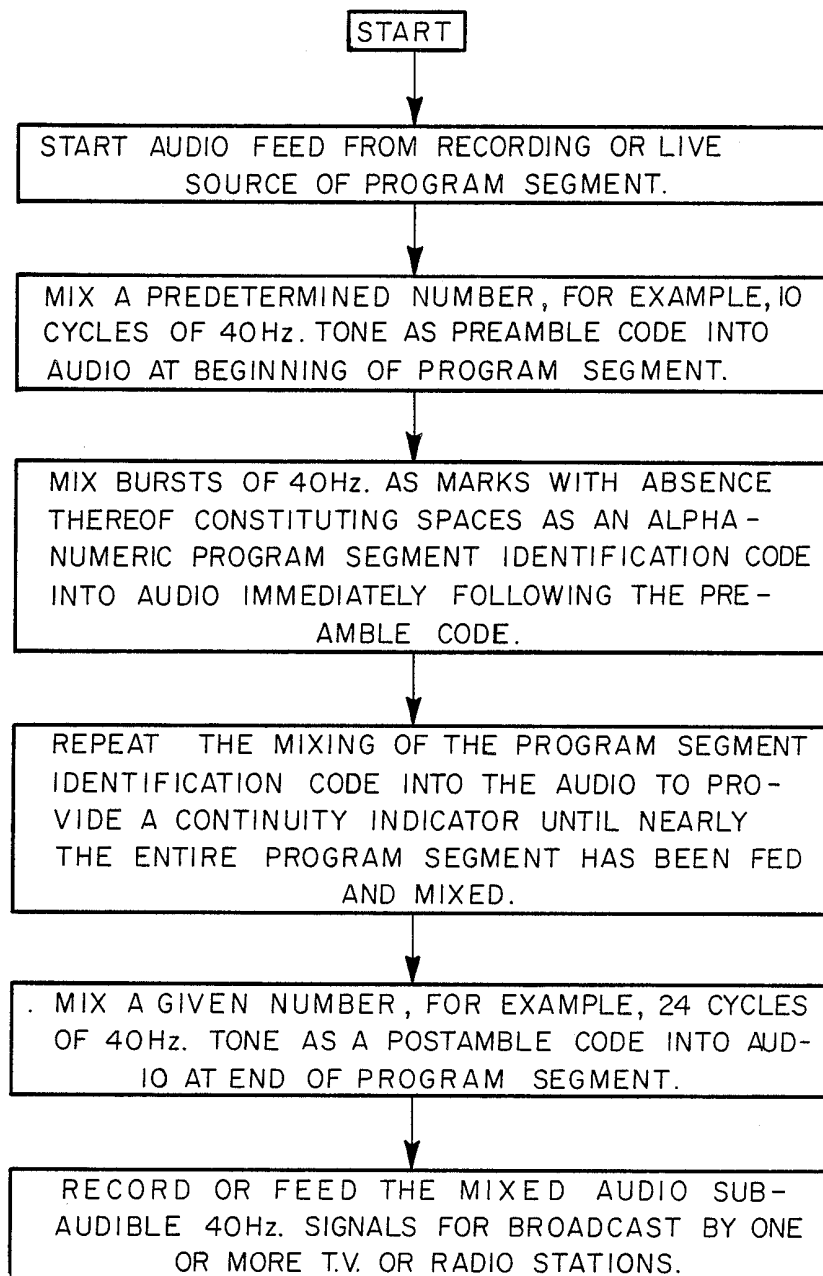 START
START AUDIO FEED FROM RECORDING OR LIVE
SOURCE OF PROGRAM SEGMENT.
MIX A PREDETERMINED NUMBER, FOR EXAMPLE, 10
CYCLES OF 40Hz. TONE AS PREAMBLE CODE INTO
AUDIO AT BEGINNING OF PROGRAM SEGMENT.
MIX BURSTS OF 40Hz. AS MARKS WITH ABSENCE
THEREOF CONSTITUTING SPACES AS AN ALPHA-
NUMERIC PROGRAM SEGMENT IDENTIFICATION CODE
INTO AUDIO IMMEDIATELY FOLLOWING THE PRE-
AMBLE CODE.
REPEAT THE MIXING OF THE PROGRAM SEGMENT
IDENTIFICATION CODE INTO THE AUDIO TO PRO-
VIDE A CONTINUITY INDICATOR UNTIL NEARLY
THE ENTIRE PROGRAM SEGMENT HAS BEEN FED
AND MIXED.
. MIX A GIVEN NUMBER, FOR EXAMPLE, 24 CYCLES
OF 40Hz. TONE AS A POSTAMBLE CODE INTO AUD-
IO AT END OF PROGRAM SEGMENT.
RECORD OR FEED THE MIXED AUDIO SUB-
AUDIBLE 40Hz. SIGNALS FOR BROADCAST BY ONE
OR MORE T.V. OR RADIO STATIONS.